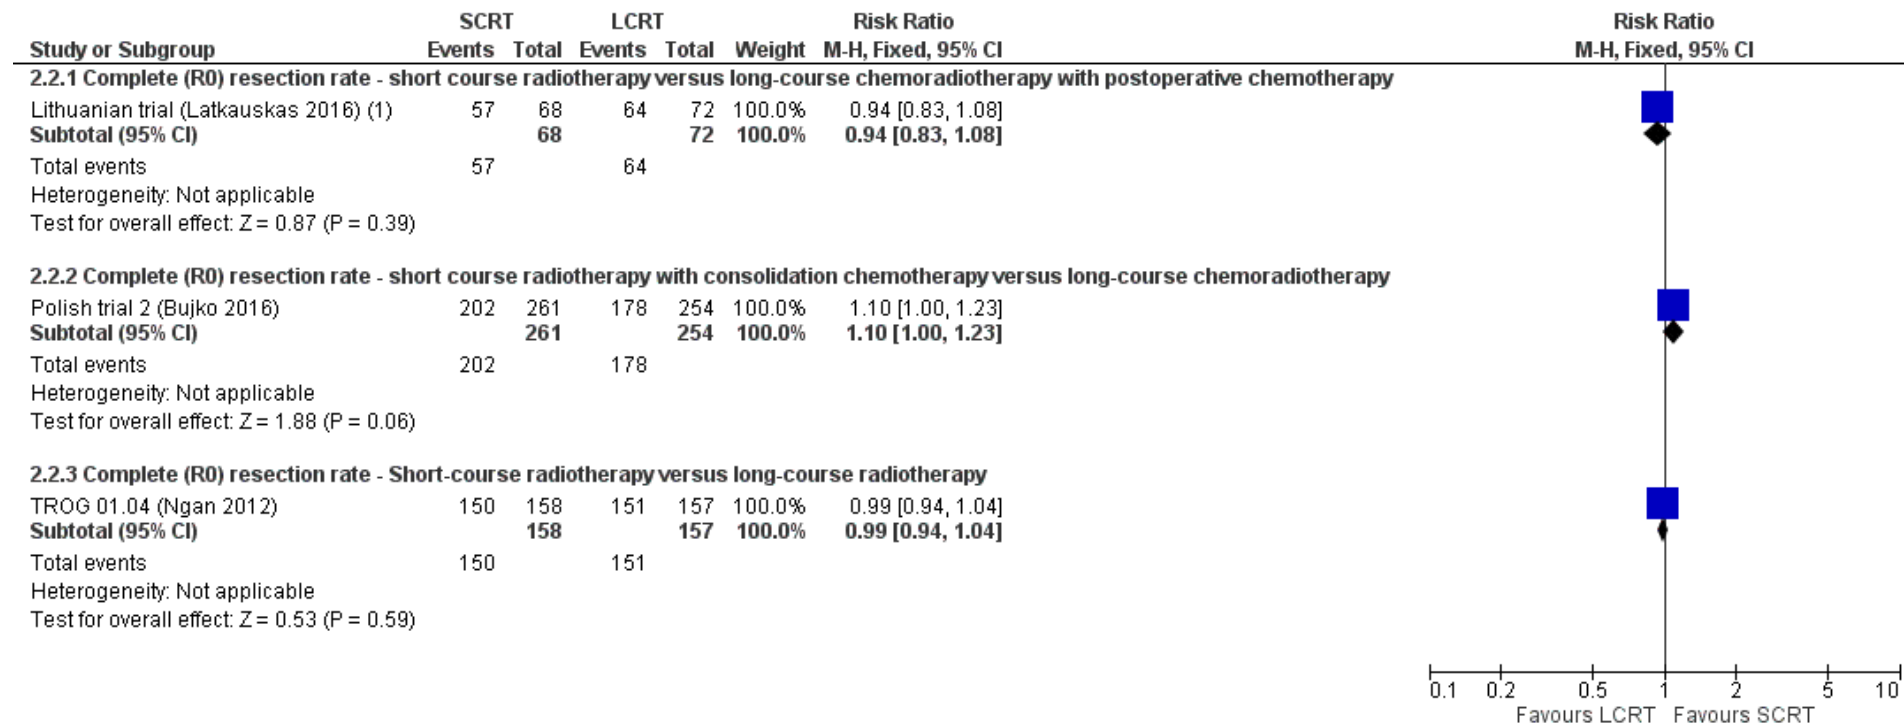 SCRT LCRT Risk Ratio Risk Ratio
Study or Subgroup Events Total Events Total Weight M-H, Fixed, 95% CI M-H, Fixed, 95% CI
2.2.1 Complete (R0) resection rate - short course radiotherapy versus long-course chemoradiotherapy with postoperative chemotherapy
Lithuanian trial (Latkauskas 2016) (1) 57 68 64 72 100.0% 0.94 [0.83, 1.08]
Subtotal (95% CI) 68 72 100.0% 0.94 [0.83, 1.08]
Total events 57 64
Heterogeneity: Not applicable
Test for overall effect: Z = 0.87 (P = 0.39)
2.2.2 Complete (R0) resection rate - short course radiotherapy with consolidation chemotherapy versus long-course chemoradiotherapy
Polish trial 2 (Bujko 2016) 202 261 178 254 100.0% 1.10 [1.00, 1.23]
Subtotal (95% CI) 261 254 100.0% 1.10 [1.00, 1.23]
Total events 202 178
Heterogeneity: Not applicable
Test for overall effect: Z = 1.88 (P = 0.06)
2.2.3 Complete (R0) resection rate - Short-course radiotherapy versus long-course radiotherapy
TROG 01.04 (Ngan 2012) 150 158 151 157 100.0% 0.99 [0.94, 1.04]
Subtotal (95% CI) 158 157 100.0% 0.99 [0.94, 1.04]
Total events 150 151
Heterogeneity: Not applicable
Test for overall effect: Z = 0.53 (P = 0.59)
0.1 0.2 0.5 1 2 5 10
Favours LCRT Favours SCRT